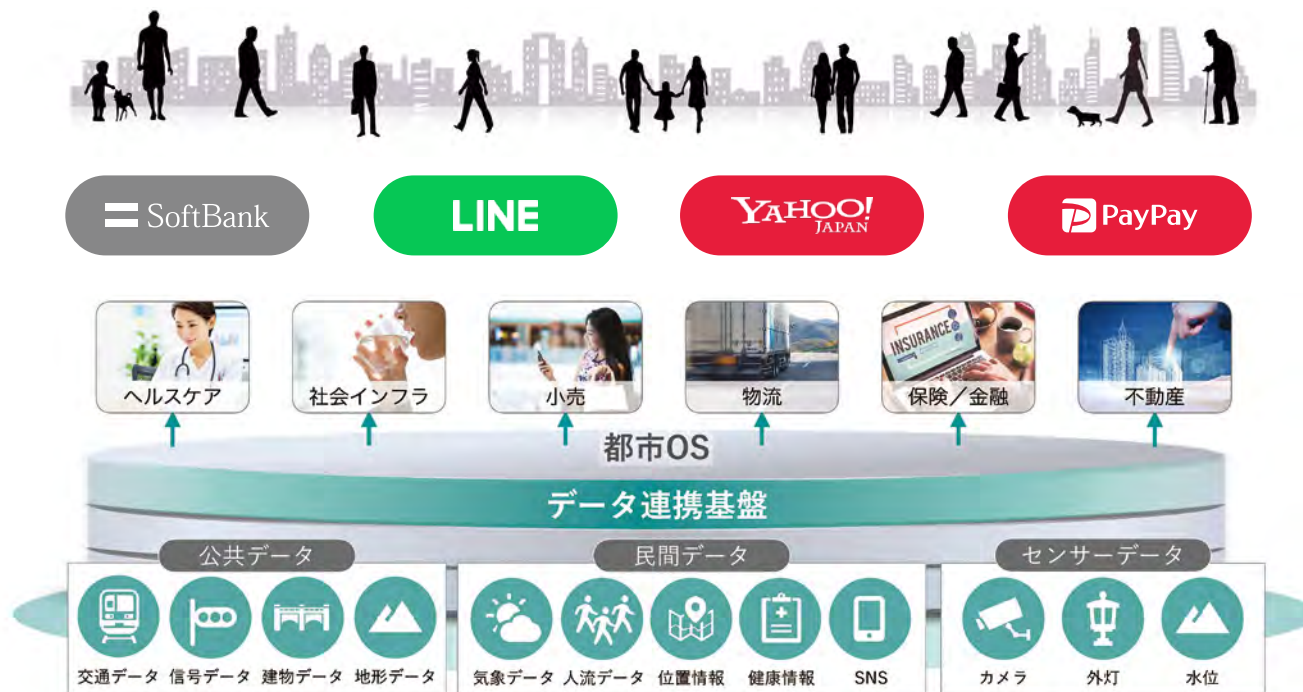 SoftBank
LINE
YAHOO!
JAPAN
PayPay
INSURANCE
ヘルスケア
社会インフラ
小売
物流
保険／金融
不動産
都市OS
データ連携基盤
公共データ
民間データ
センサーデータ
交通データ
信号データ
建物データ
地形データ
気象データ
人流データ
位置情報
健康情報
SNS
カメラ
外灯
水位